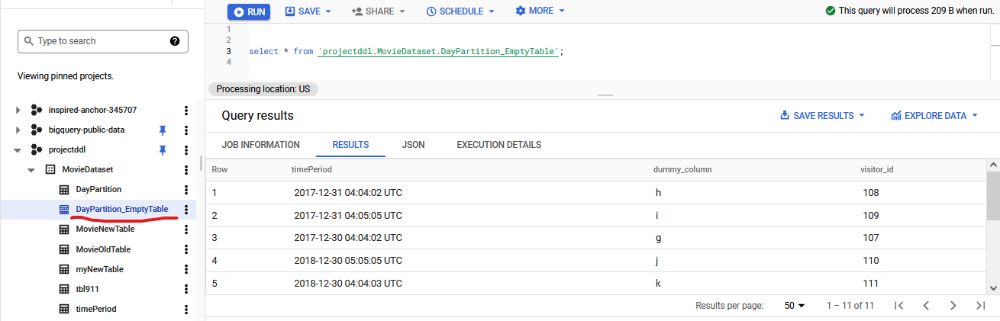 RUN SAVE SHARE SCHEDULE MORE This query will process 209 B when run.
Type to search ?
Viewing pinned projects.
inspired-anchor-345707
bigquery-public-data
projectddl
MovieDataset
DayPartition
DayPartition_EmptyTable
MovieNewTable
MovieOldTable
myNewTable
tbl911
timePeriod
1
2
3 select * from `projectddl.MovieDataset.DayPartition_EmptyTable`;
4
Processing location: US
Query results SAVE RESULTS EXPLORE DATA
JOB INFORMATION RESULTS JSON EXECUTION DETAILS
Row timePeriod dummy_column visitor_id
1 2017-12-31 04:04:02 UTC h 108
2 2017-12-31 04:05:05 UTC i 109
3 2017-12-30 04:04:02 UTC g 107
4 2018-12-30 05:05:05 UTC j 110
5 2018-12-30 04:04:03 UTC k 111
Results per page: 50 1 – 11 of 11